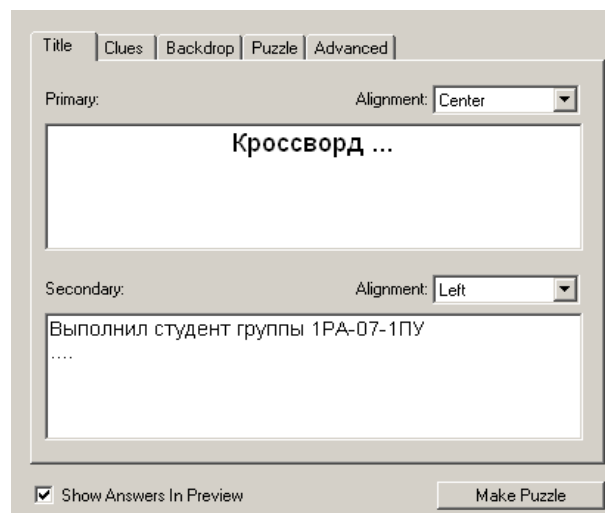 Title Clues Backdrop Puzzle Advanced
Primary: Alignment: Center
Кроссворд ...
Secondary: Alignment: Left
Выполнил студент группы 1РА-07-1ПУ
....
Show Answers In Preview Make Puzzle